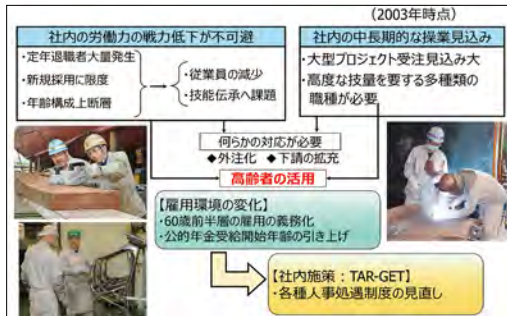 (2003年時点)
社内の労働力の戦力低下が不可避
・定年退職者大量発生
・新規採用に限度
・年齢構成上断層
・従業員の減少
・技能伝承へ課題
社内の中長期的な操業見込み
・大型プロジェクト受注見込み大
・高度な技量を要する多種類の
職種が必要
何らかの対応が必要
◆外注化 ◆下請の拡充
高齢者の活用
【雇用環境の変化】
・60歳前半層の雇用の義務化
・公的年金受給開始年齢の引き上げ
【社内施策：TAR-GET】
・各種人事処遇制度の見直し